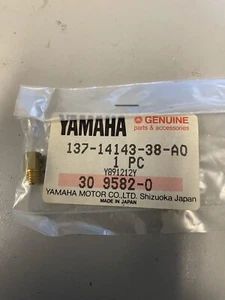 YAMAHA
GENUINE
parts & accessories
137-14143-38-A0
1 PC
Y891212Y
30 9582-0
YAMAHA MOTOR CO.,LTD. Shizuoka Japan
MADE IN JAPAN